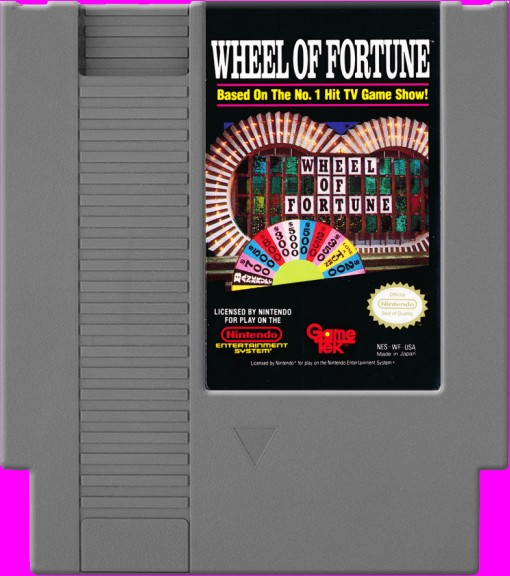 WHEEL OF FORTUNE™
Based On The No. 1 Hit TV Game Show!
WHEEL
OF
FORTUNE
LICENSED BY NINTENDO
FOR PLAY ON THE
Nintendo
ENTERTAINMENT
SYSTEM®
Game
Tek
Official
Nintendo
Seal of Quality
NES-WF-USA
Made in Japan
Licensed by Nintendo® for play on the Nintendo Entertainment System®